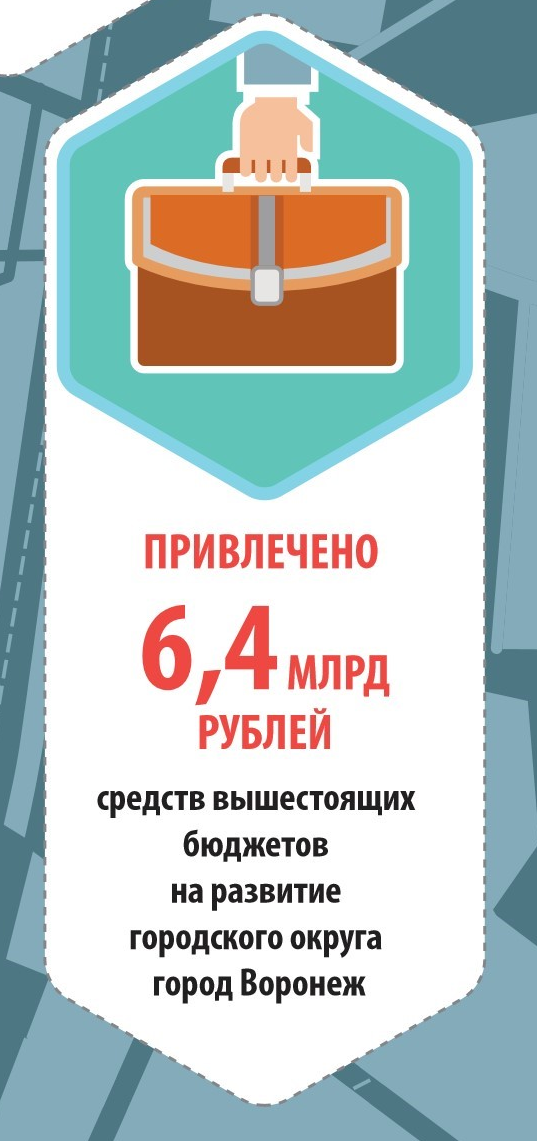 ПРИВЛЕЧЕНО
6,4 МЛРД
РУБЛЕЙ
средств вышестоящих
бюджетов
на развитие
городского округа
город Воронеж